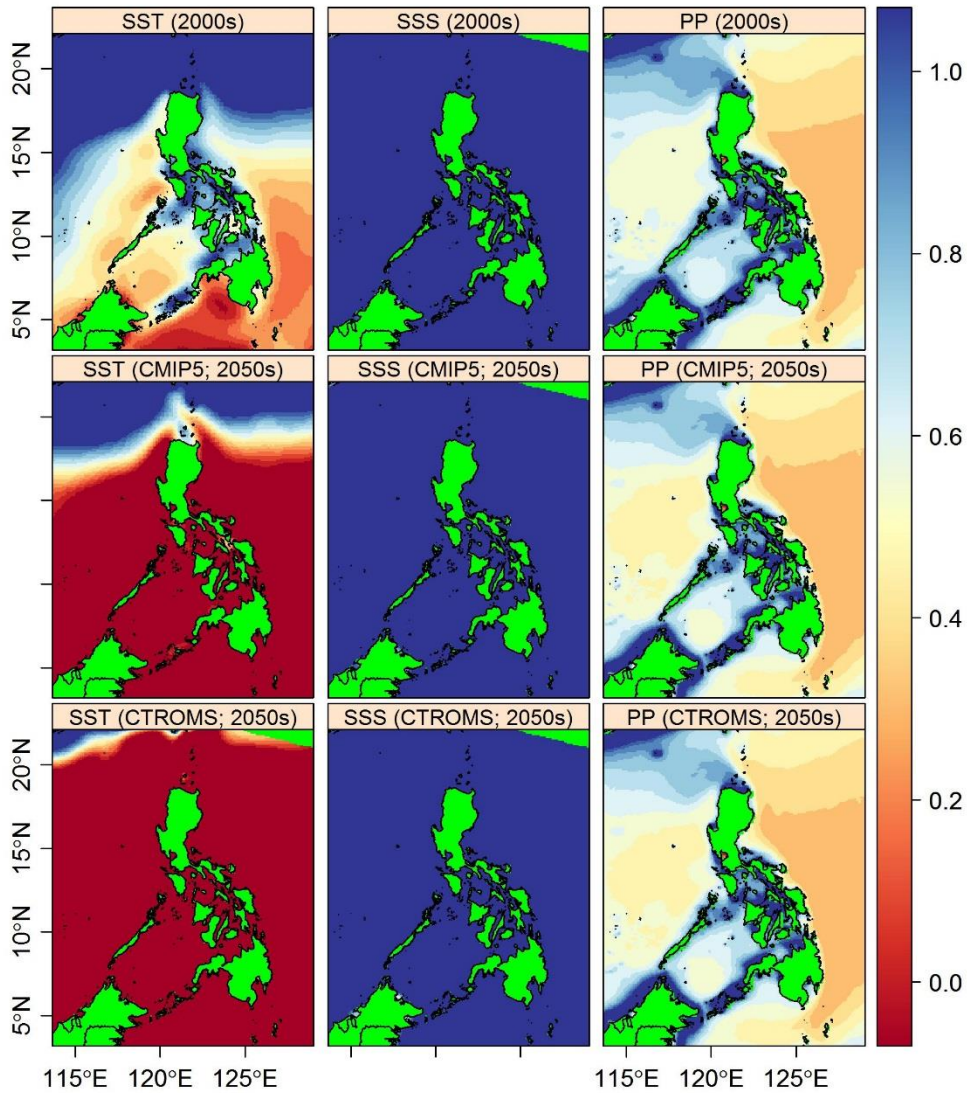 SST (2000s) SSS (2000s) PP (2000s)
20°N
15°N
10°N
5°N
SST (CMIP5; 2050s) SSS (CMIP5; 2050s) PP (CMIP5; 2050s)
SST (CTROMS; 2050s) SSS (CTROMS; 2050s) PP (CTROMS; 2050s)
20°N
15°N
10°N
5°N
115°E 120°E 125°E 115°E 120°E 125°E
1.0
0.8
0.6
0.4
0.2
0.0